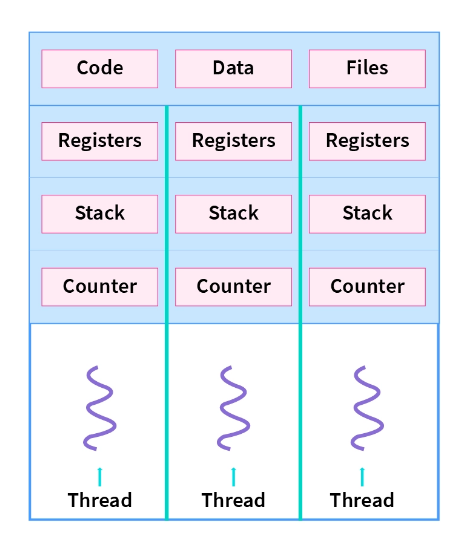 Code Data Files
Registers Registers Registers
Stack Stack Stack
Counter Counter Counter
Thread Thread Thread